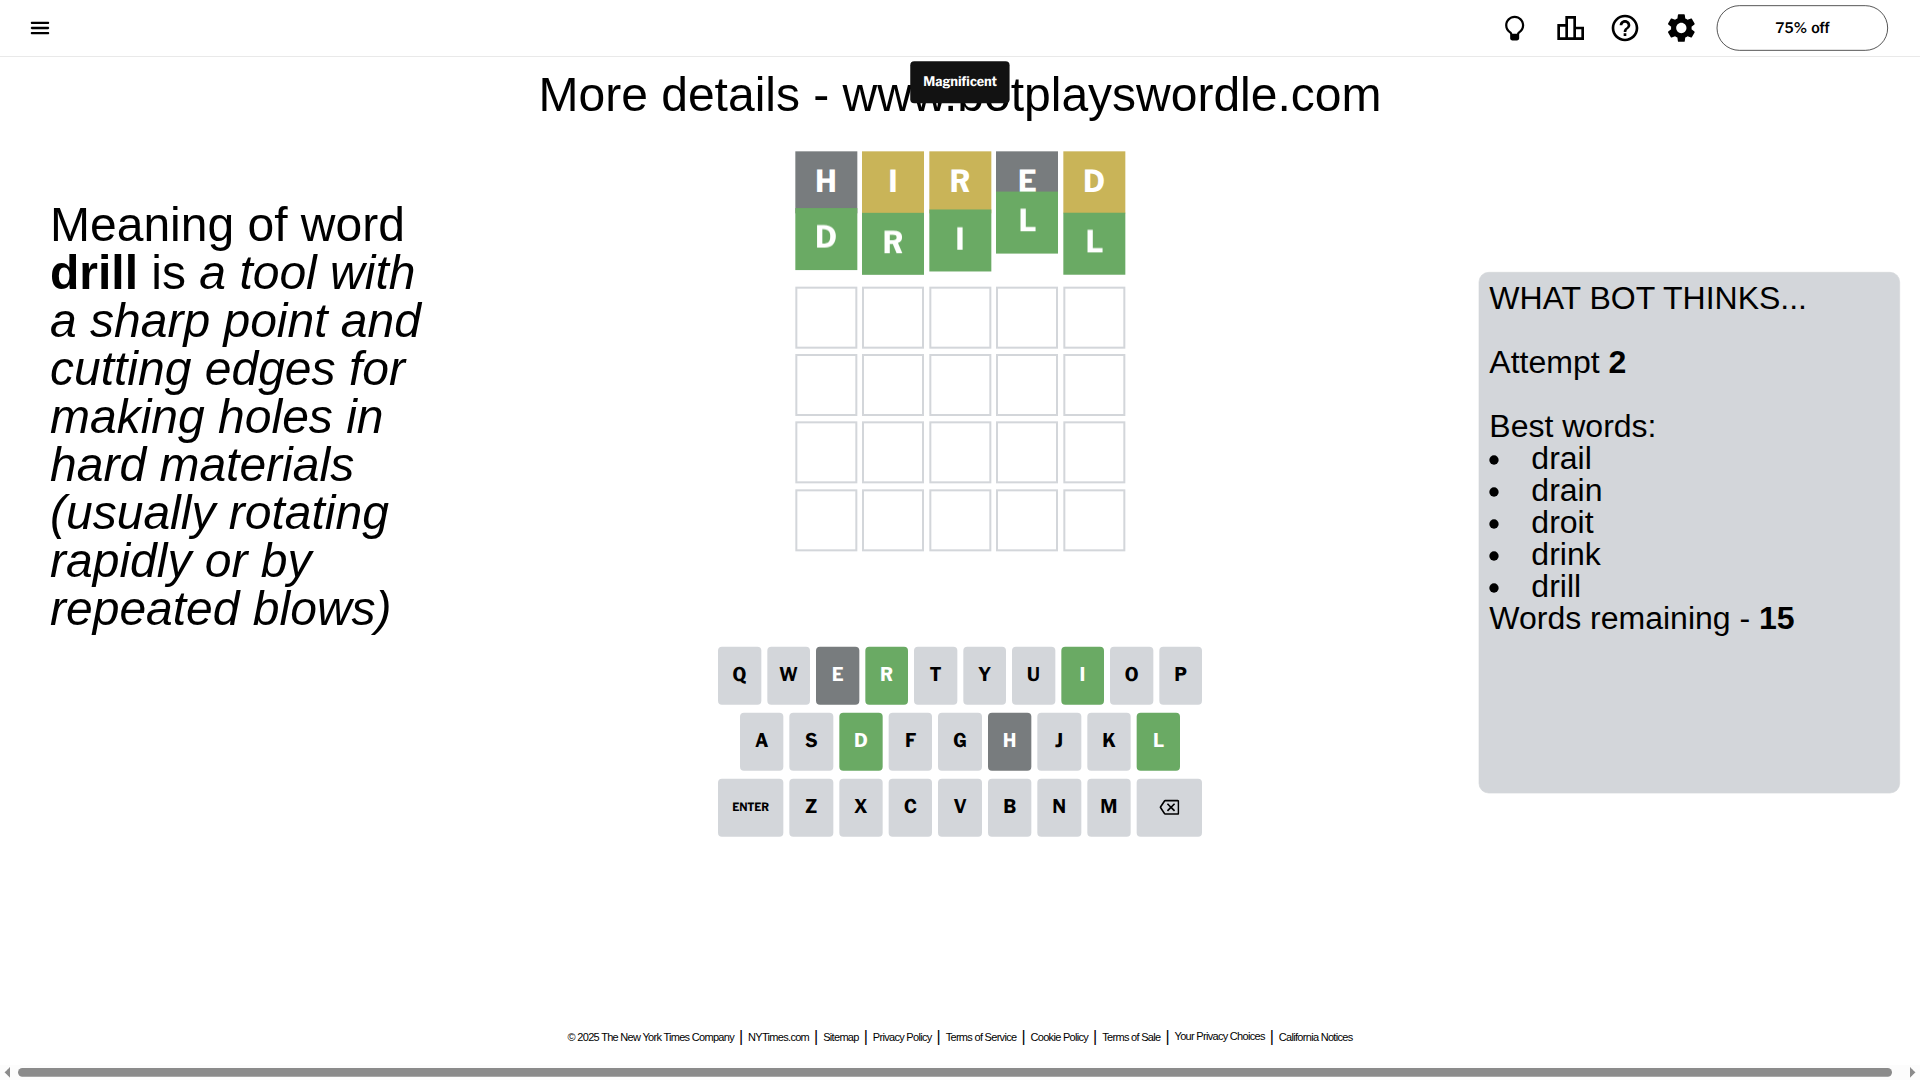 75% off
Magnificent
More details - www.botplayswordle.com
H I R E D
D R I L L
Meaning of word
drill is a tool with
a sharp point and
cutting edges for
making holes in
hard materials
(usually rotating
rapidly or by
repeated blows)
WHAT BOT THINKS...
Attempt 2
Best words:
• drail
• drain
• droit
• drink
• drill
Words remaining - 15
Q W E R T Y U I O P
A S D F G H J K L
ENTER Z X C V B N M
© 2025 The New York Times Company | NYTimes.com | Sitemap | Privacy Policy | Terms of Service | Cookie Policy | Terms of Sale | Your Privacy Choices | California Notices